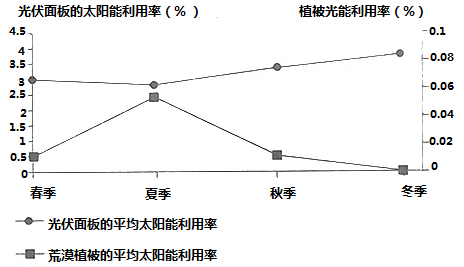 光伏面板的太阳能利用率（%） 植被光能利用率（%）
4.5 0.1
4
3.5 0.08
3
2.5 0.06
2
1.5 0.04
1 0.02
0.5
0 0
春季 夏季 秋季 冬季
光伏面板的平均太阳能利用率
荒漠植被的平均太阳能利用率